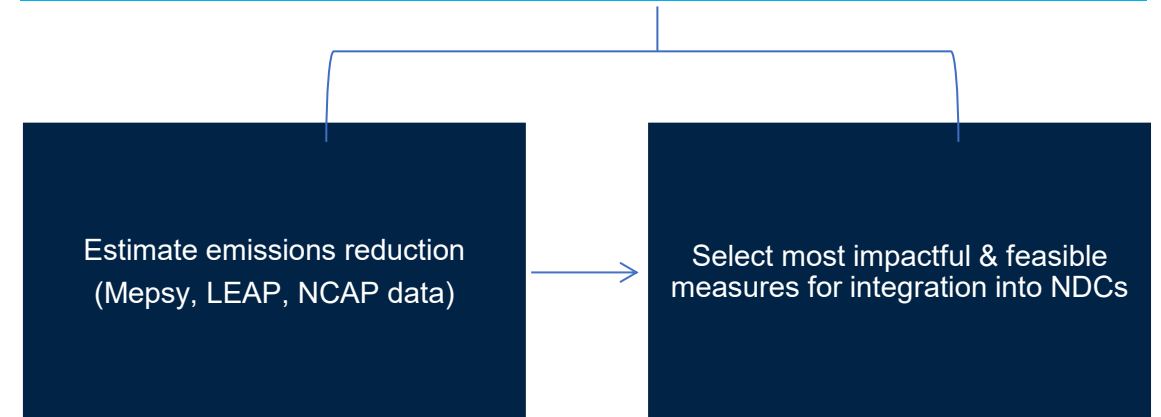 Estimate emissions reduction
(Mepsy, LEAP, NCAP data)
Select most impactful & feasible
measures for integration into NDCs